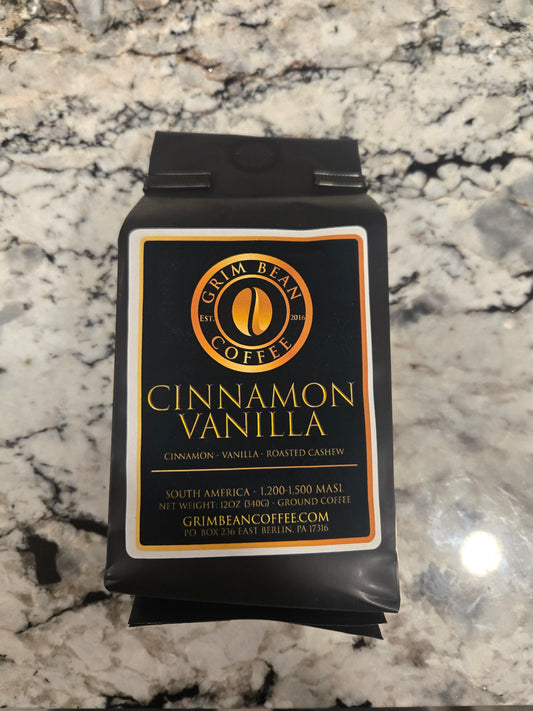 GRIM BEAN
EST. 2016
COFFEE
CINNAMON
VANILLA
CINNAMON - VANILLA - ROASTED CASHEW
SOUTH AMERICA - 1,200-1,500 MASL
NET WEIGHT: 12OZ (340G) - GROUND COFFEE
GRIMBEANCOFFEE.COM
P.O. BOX 236 EAST BERLIN, PA 17316